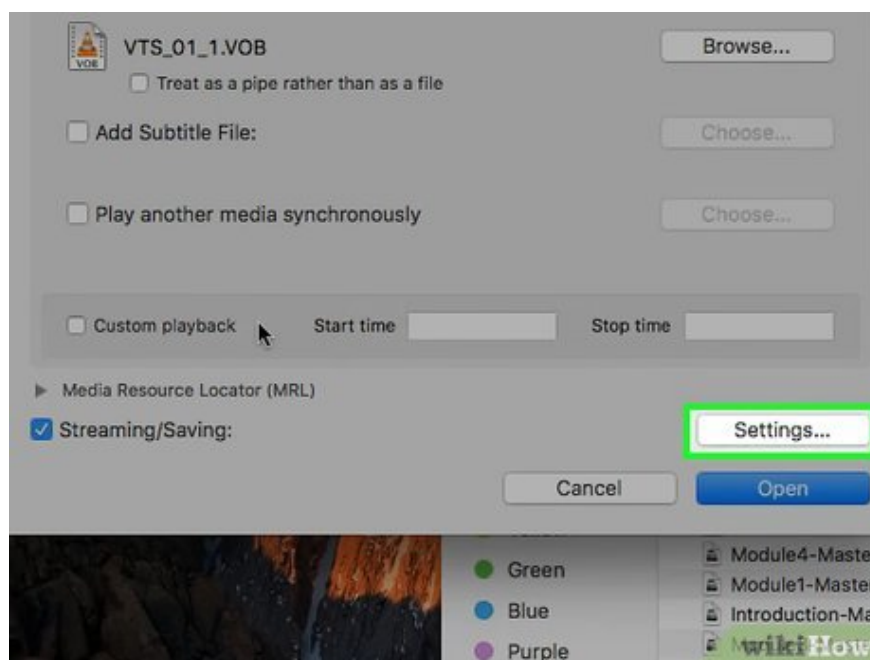 VOB
VTS_01_1.VOB
Browse...
Treat as a pipe rather than as a file
Add Subtitle File:
Choose...
Play another media synchronously
Choose...
Custom playback
Start time
Stop time
Media Resource Locator (MRL)
Streaming/Saving:
Settings...
Cancel
Open
Green
Module4-Maste
Module1-Maste
Blue
Introduction-Ma
Purple
wikiHow